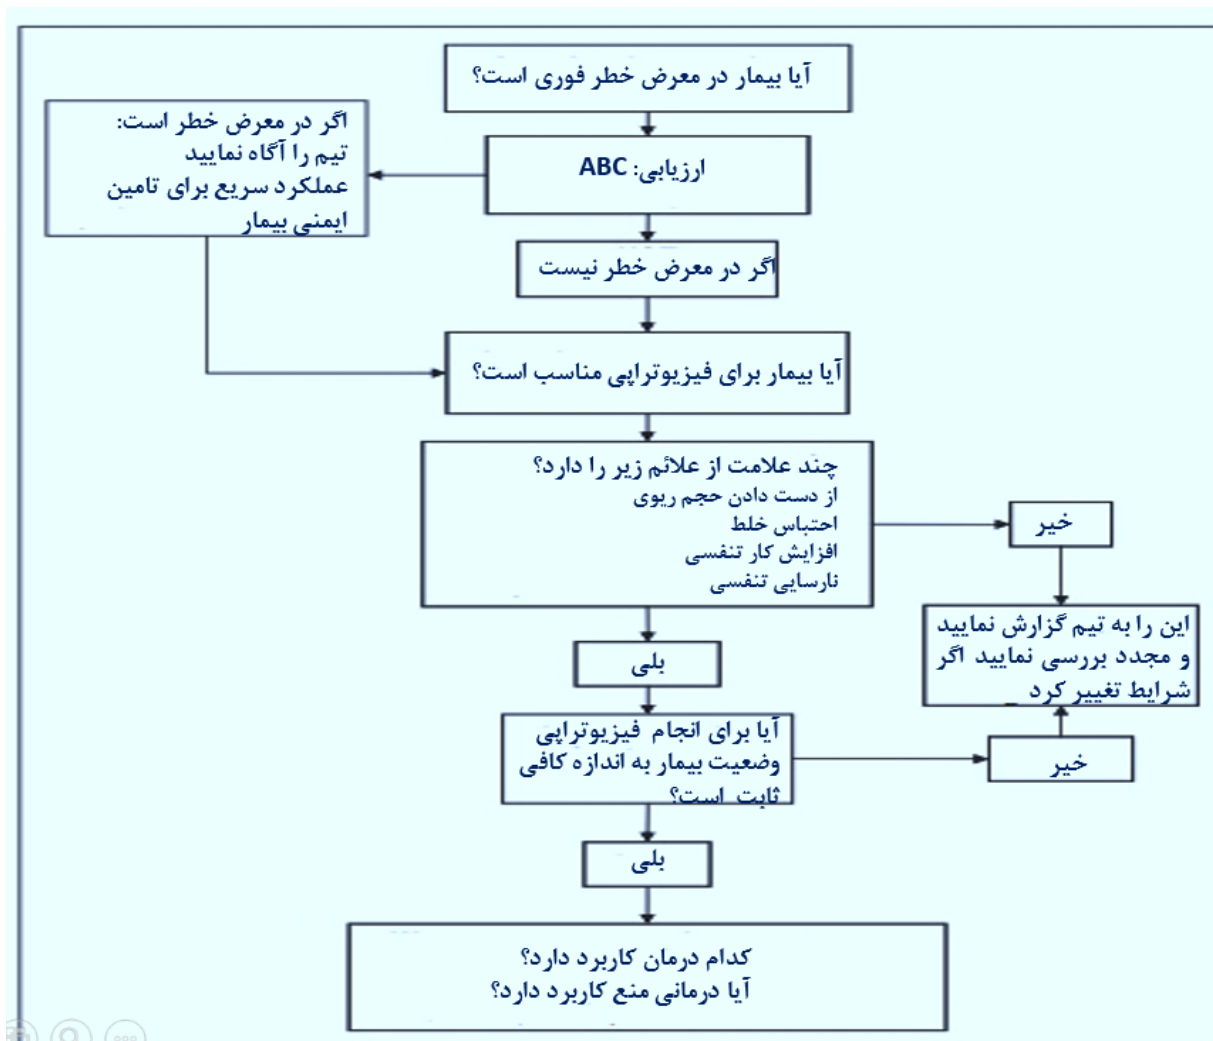 آیا بیمار در معرض خطر فوری است؟
ارزیابی: ABC
اگر در معرض خطر است:
تیم را آگاه نمایید
عملکرد سریع برای تامین
ایمنی بیمار
اگر در معرض خطر نیست
آیا بیمار برای فیزیوتراپی مناسب است؟
چند علامت از علائم زیر را دارد؟
از دست دادن حجم ریوی
احتباس خلط
افزایش کار تنفسی
نارسایی تنفسی
خیر
این را به تیم گزارش نمایید
و مجدد بررسی نمایید اگر
شرایط تغییر کرد
بلی
آیا برای انجام فیزیوتراپی
وضعیت بیمار به اندازه کافی
ثابت است؟
خیر
بلی
کدام درمان کاربرد دارد؟
آیا درمانی منع کاربرد دارد؟